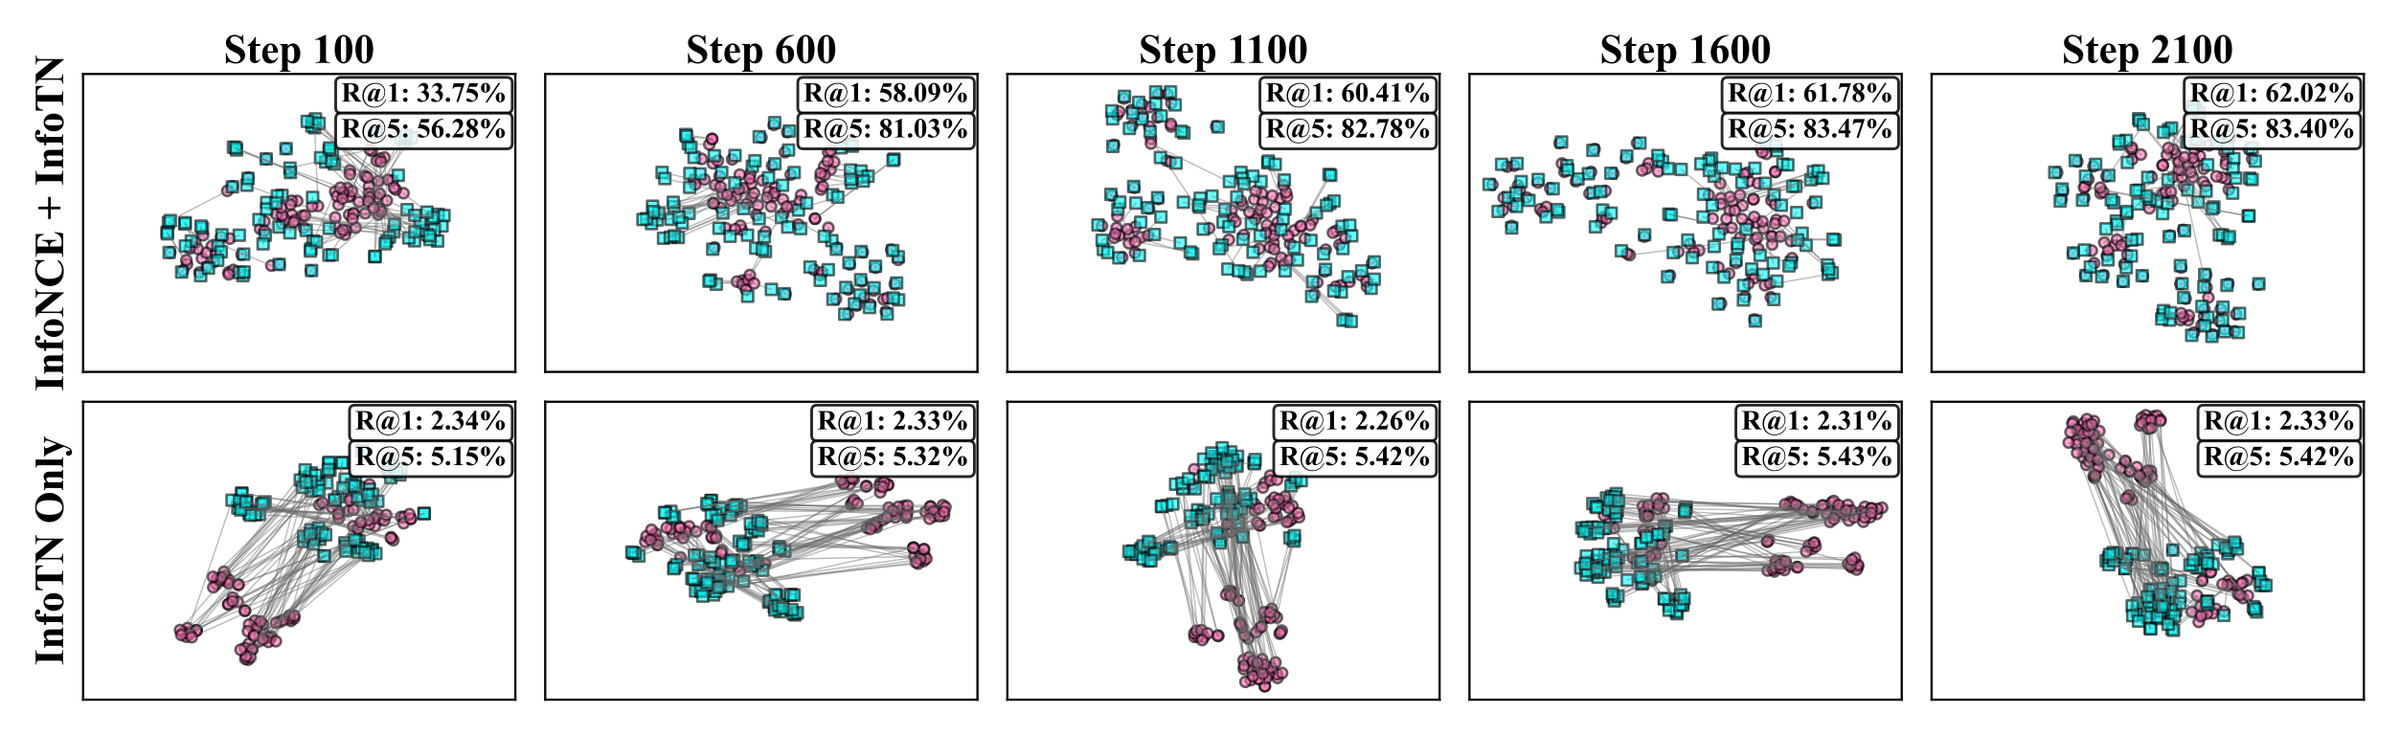 Step 100
Step 600
Step 1100
Step 1600
Step 2100
InfoNCE + InfoTN
R@1: 33.75%
R@5: 56.28%
R@1: 58.09%
R@5: 81.03%
R@1: 60.41%
R@5: 82.78%
R@1: 61.78%
R@5: 83.47%
R@1: 62.02%
R@5: 83.40%
InfoTN Only
R@1: 2.34%
R@5: 5.15%
R@1: 2.33%
R@5: 5.32%
R@1: 2.26%
R@5: 5.42%
R@1: 2.31%
R@5: 5.43%
R@1: 2.33%
R@5: 5.42%